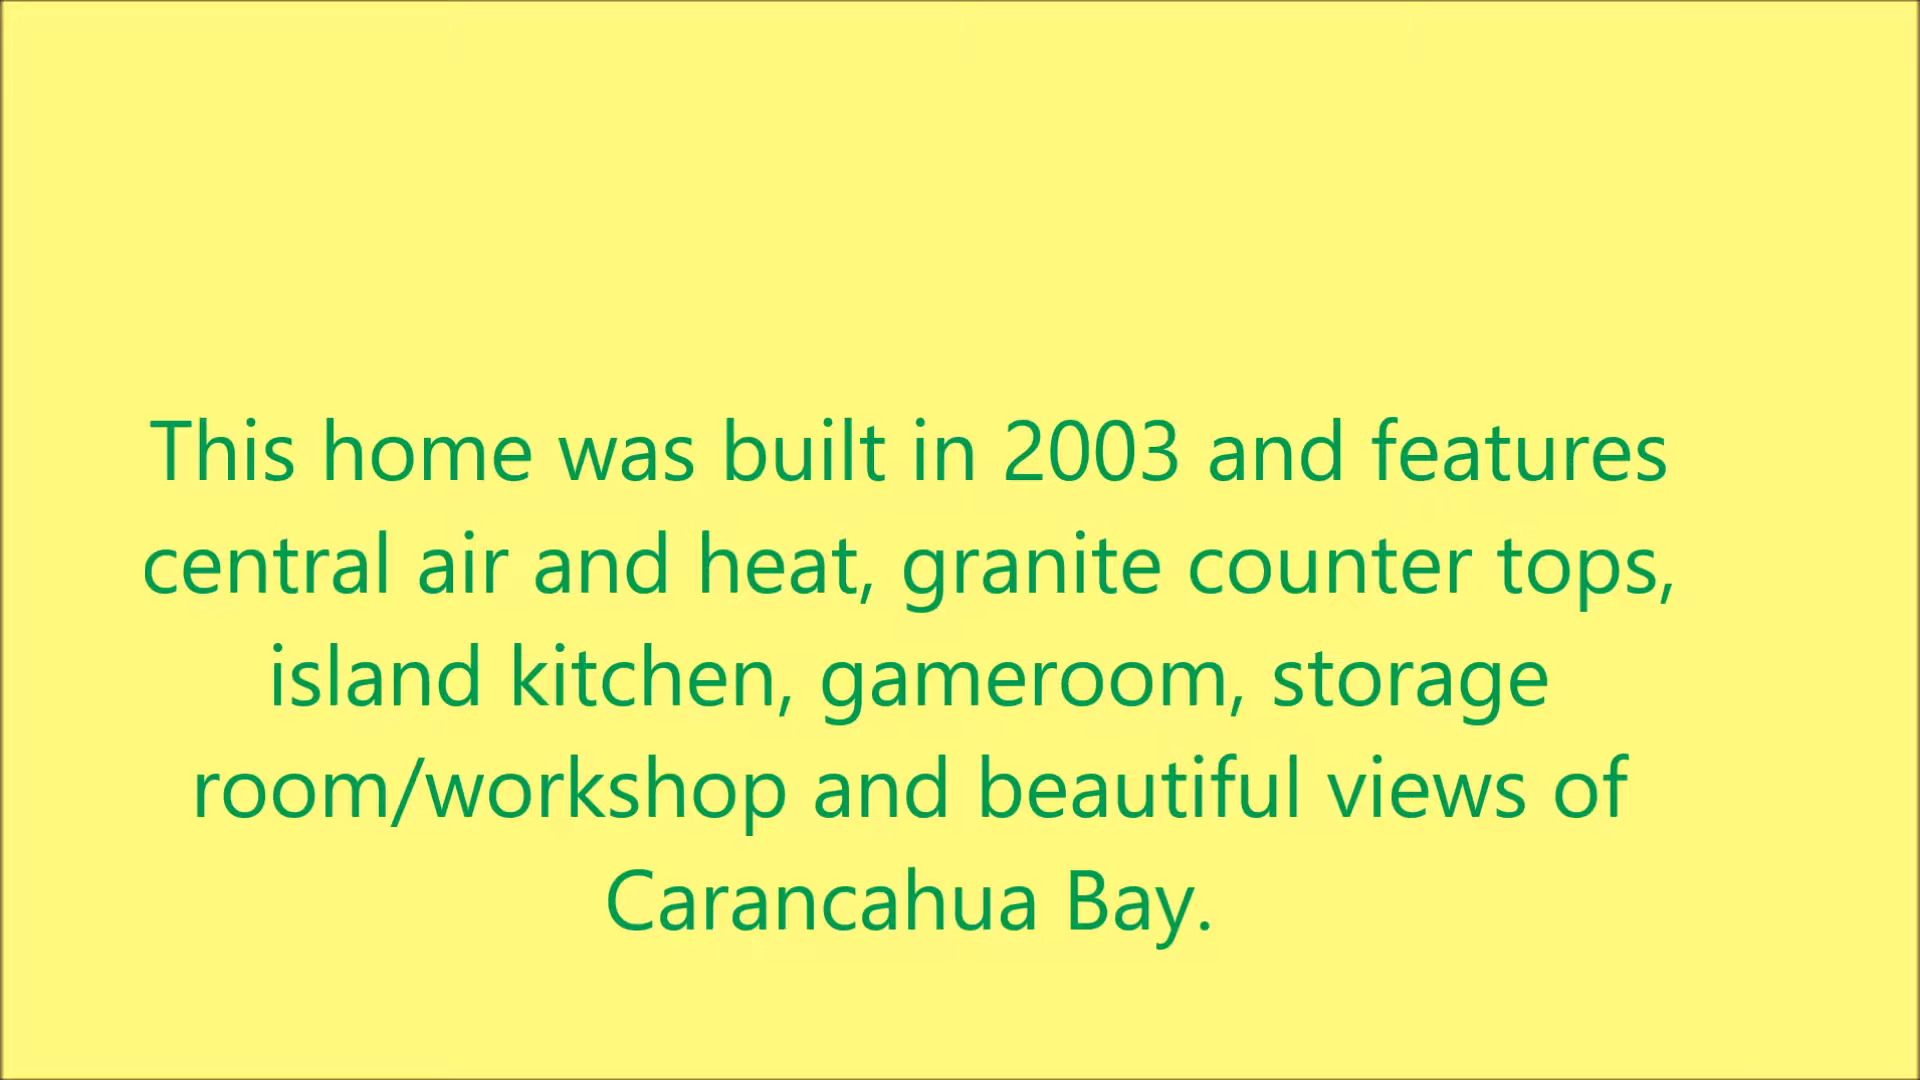 This home was built in 2003 and features
central air and heat, granite counter tops,
island kitchen, gameroom, storage
room/workshop and beautiful views of
Carancahua Bay.